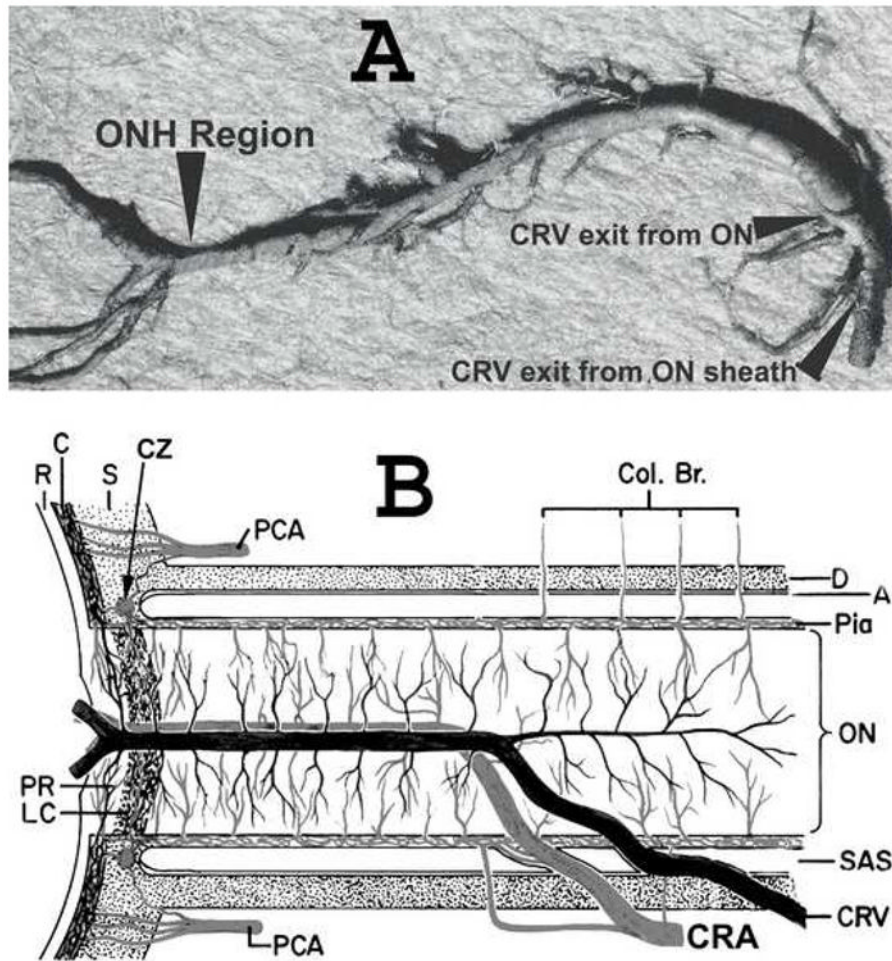 A
ONH Region
CRV exit from ON
CRV exit from ON sheath
B
C
CZ
R
S
Col. Br.
PCA
D
A
Pia
ON
PR
LC
SAS
CRV
CRA
PCA